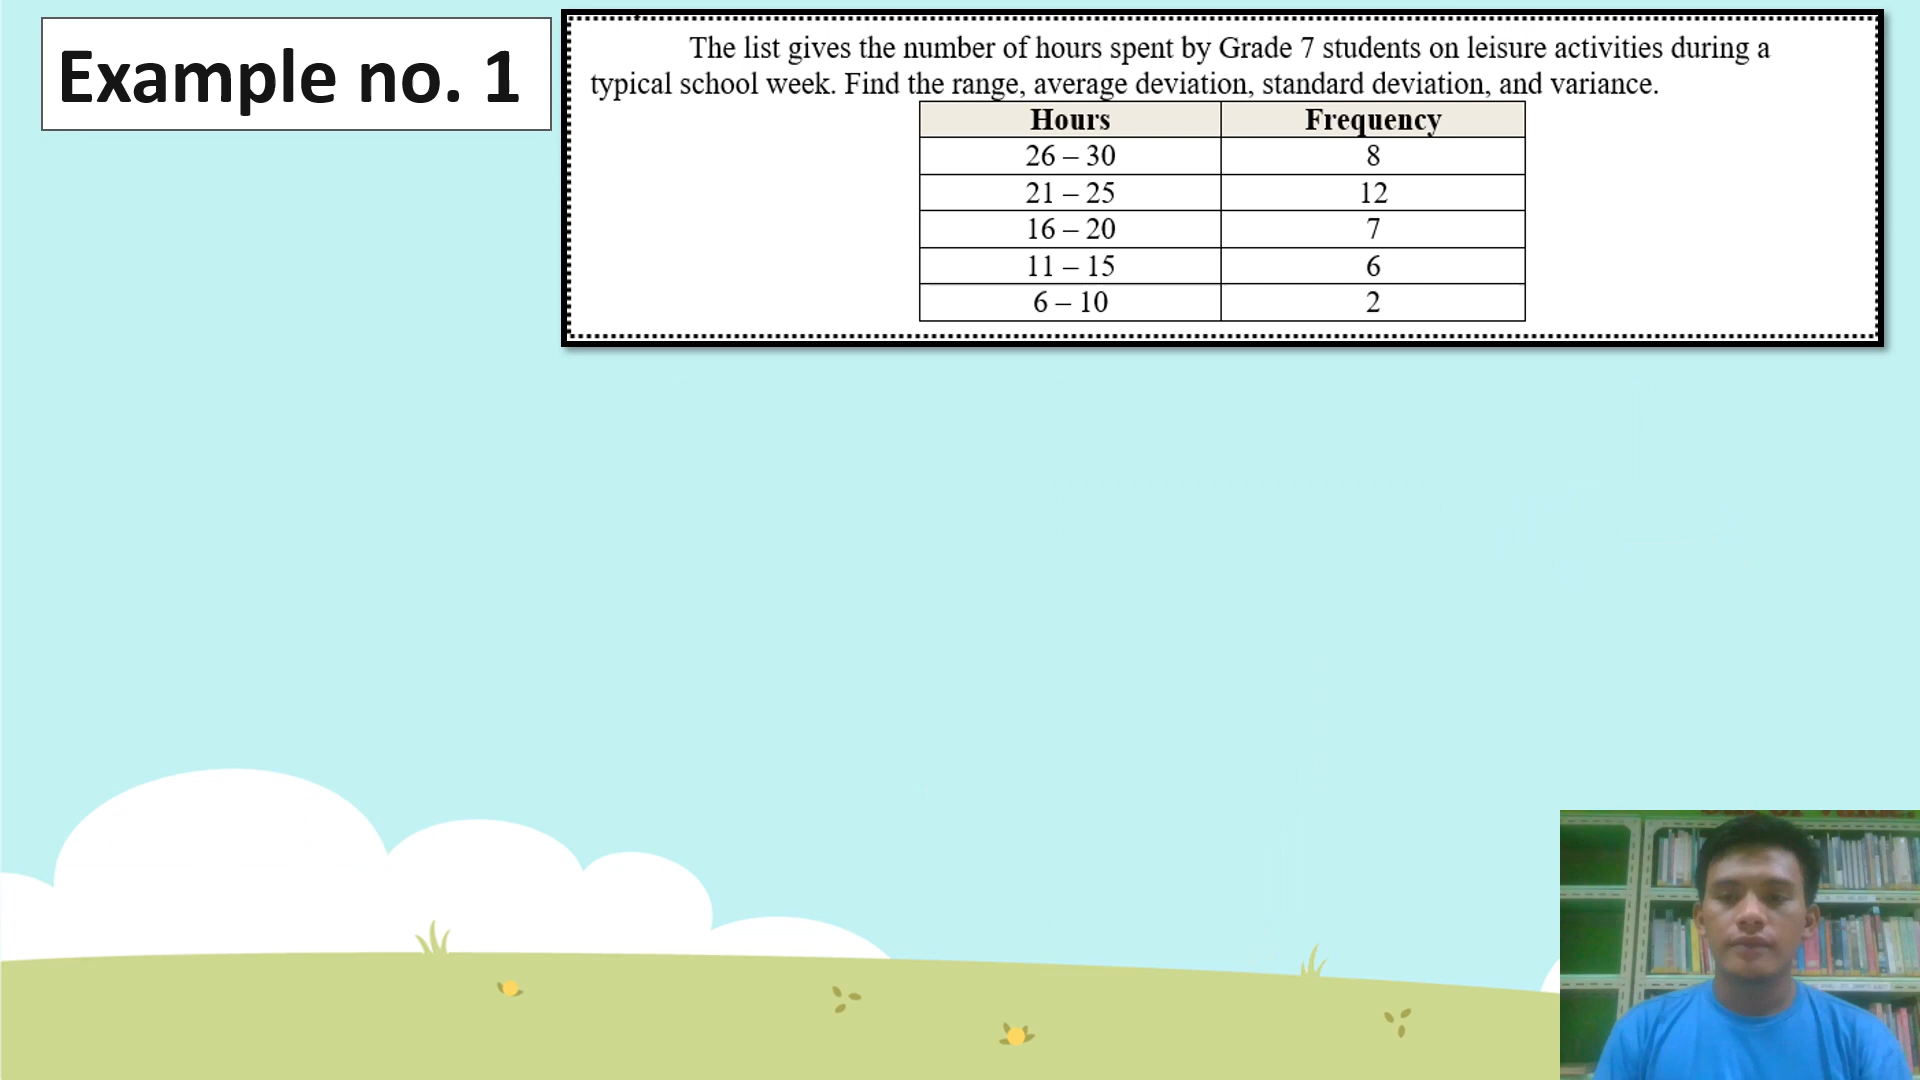 Example no. 1
The list gives the number of hours spent by Grade 7 students on leisure activities during a
typical school week. Find the range, average deviation, standard deviation, and variance.
Hours Frequency
26 – 30 8
21 – 25 12
16 – 20 7
11 – 15 6
6 – 10 2